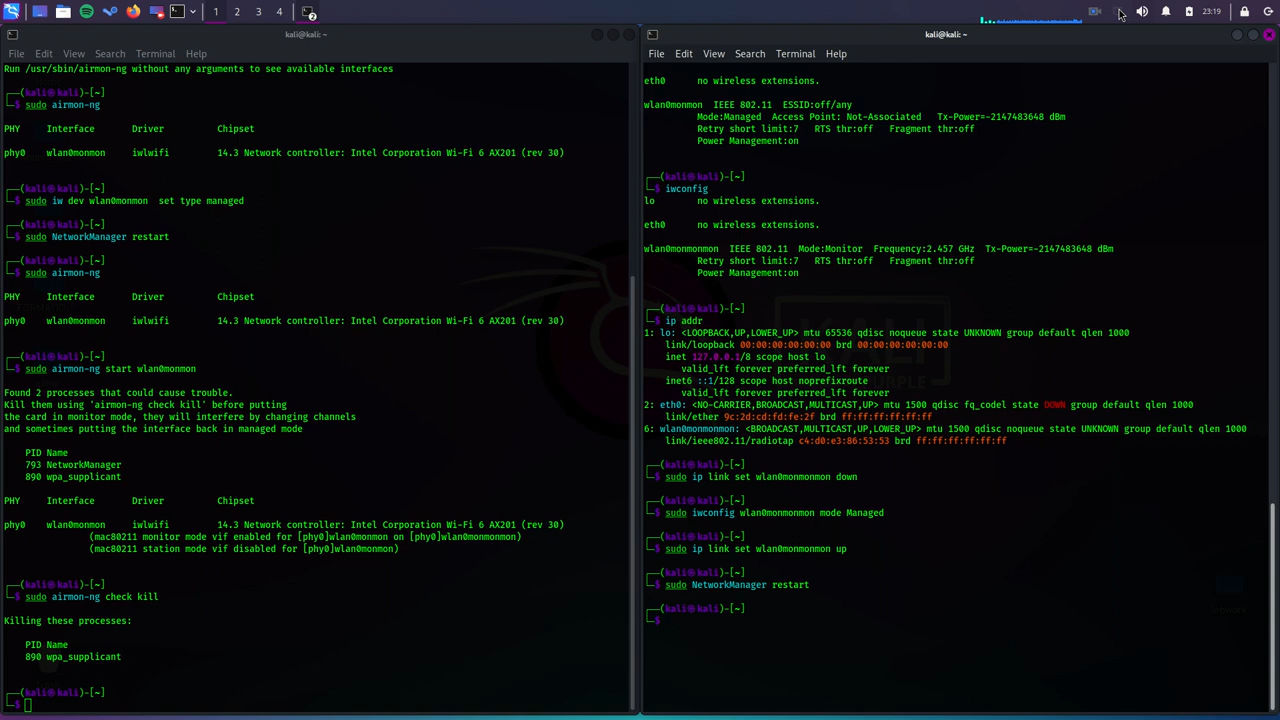 1 2 3 4 2 23:19
kali@kali: ~
File Edit View Search Terminal Help
Run /usr/sbin/airmon-ng without any arguments to see available interfaces
┌──(kali㉿kali)-[~]
└─$ sudo airmon-ng
PHY Interface Driver Chipset
phy0 wlan0monmon iwlwifi 14.3 Network controller: Intel Corporation Wi-Fi 6 AX201 (rev 30)
┌──(kali㉿kali)-[~]
└─$ sudo iw dev wlan0monmon  set type managed
┌──(kali㉿kali)-[~]
└─$ sudo NetworkManager restart
┌──(kali㉿kali)-[~]
└─$ sudo airmon-ng
PHY Interface Driver Chipset
phy0 wlan0monmon iwlwifi 14.3 Network controller: Intel Corporation Wi-Fi 6 AX201 (rev 30)
┌──(kali㉿kali)-[~]
└─$ sudo airmon-ng start wlan0monmon
Found 2 processes that could cause trouble.
Kill them using 'airmon-ng check kill' before putting
the card in monitor mode, they will interfere by changing channels
and sometimes putting the interface back in managed mode
PID Name
793 NetworkManager
890 wpa_supplicant
PHY Interface Driver Chipset
phy0 wlan0monmon iwlwifi 14.3 Network controller: Intel Corporation Wi-Fi 6 AX201 (rev 30)
(mac80211 monitor mode vif enabled for [phy0]wlan0monmon on [phy0]wlan0monmonmon)
(mac80211 station mode vif disabled for [phy0]wlan0monmon)
┌──(kali㉿kali)-[~]
└─$ sudo airmon-ng check kill
Killing these processes:
PID Name
890 wpa_supplicant
┌──(kali㉿kali)-[~]
└─$
kali@kali: ~
File Edit View Search Terminal Help
eth0 no wireless extensions.
wlan0monmon IEEE 802.11 ESSID:off/any
Mode:Managed Access Point: Not-Associated Tx-Power=-2147483648 dBm
Retry short limit:7 RTS thr:off Fragment thr:off
Power Management:on
┌──(kali㉿kali)-[~]
└─$ iwconfig
lo no wireless extensions.
eth0 no wireless extensions.
wlan0monmonmon IEEE 802.11 Mode:Monitor Frequency:2.457 GHz Tx-Power=-2147483648 dBm
Retry short limit:7 RTS thr:off Fragment thr:off
Power Management:on
┌──(kali㉿kali)-[~]
└─$ ip addr
1: lo: <LOOPBACK,UP,LOWER_UP> mtu 65536 qdisc noqueue state UNKNOWN group default qlen 1000
link/loopback 00:00:00:00:00:00 brd 00:00:00:00:00:00
inet 127.0.0.1/8 scope host lo
valid_lft forever preferred_lft forever
inet6 ::1/128 scope host noprefixroute
valid_lft forever preferred_lft forever
2: eth0: <NO-CARRIER,BROADCAST,MULTICAST,UP> mtu 1500 qdisc fq_codel state DOWN group default qlen 1000
link/ether 9c:2d:cd:fd:fe:2f brd ff:ff:ff:ff:ff:ff
6: wlan0monmonmon: <BROADCAST,MULTICAST,UP,LOWER_UP> mtu 1500 qdisc noqueue state UNKNOWN group default qlen 1000
link/ieee802.11/radiotap c4:d0:e3:86:53:53 brd ff:ff:ff:ff:ff:ff
┌──(kali㉿kali)-[~]
└─$ sudo ip link set wlan0monmonmon down
┌──(kali㉿kali)-[~]
└─$ sudo iwconfig wlan0monmonmon mode Managed
┌──(kali㉿kali)-[~]
└─$ sudo ip link set wlan0monmonmon up
┌──(kali㉿kali)-[~]
└─$ sudo NetworkManager restart
┌──(kali㉿kali)-[~]
└─$